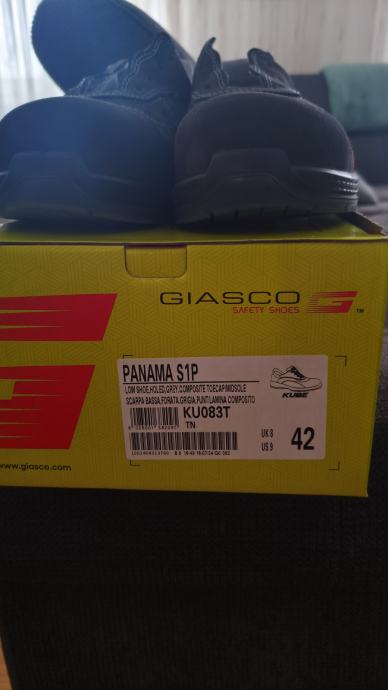 GIASCO
SAFETY SHOES
TM
PANAMA S1P
LOW SHOE,HOLED,GREY,COMPOSITE TOECAP/MIDSOLE
SCARPA BASSA,FORATA,GRIGIA,PUNT/LAMINA COMPOSITO
KUBE
KU083T
TN
UK 8
US 9
42
www.giasco.com